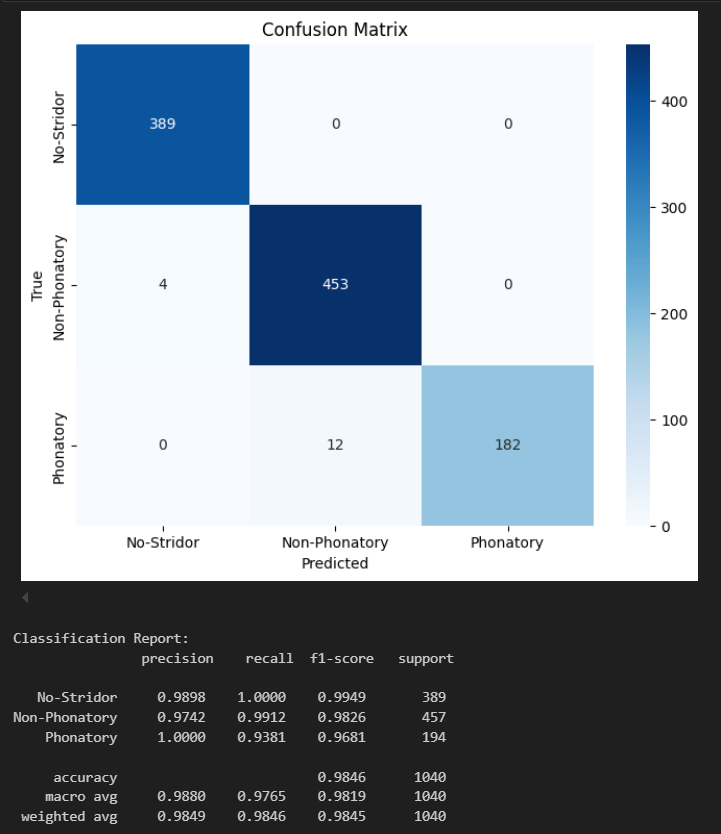 Confusion Matrix
No-Stridor
389
0
0
400
300
True
Non-Phonatory
4
453
0
200
100
Phonatory
0
12
182
0
No-Stridor Non-Phonatory Phonatory
Predicted
Classification Report:
precision recall f1-score support
No-Stridor 0.9898 1.0000 0.9949 389
Non-Phonatory 0.9742 0.9912 0.9826 457
Phonatory 1.0000 0.9381 0.9681 194
accuracy 0.9846 1040
macro avg 0.9880 0.9765 0.9819 1040
weighted avg 0.9849 0.9846 0.9845 1040